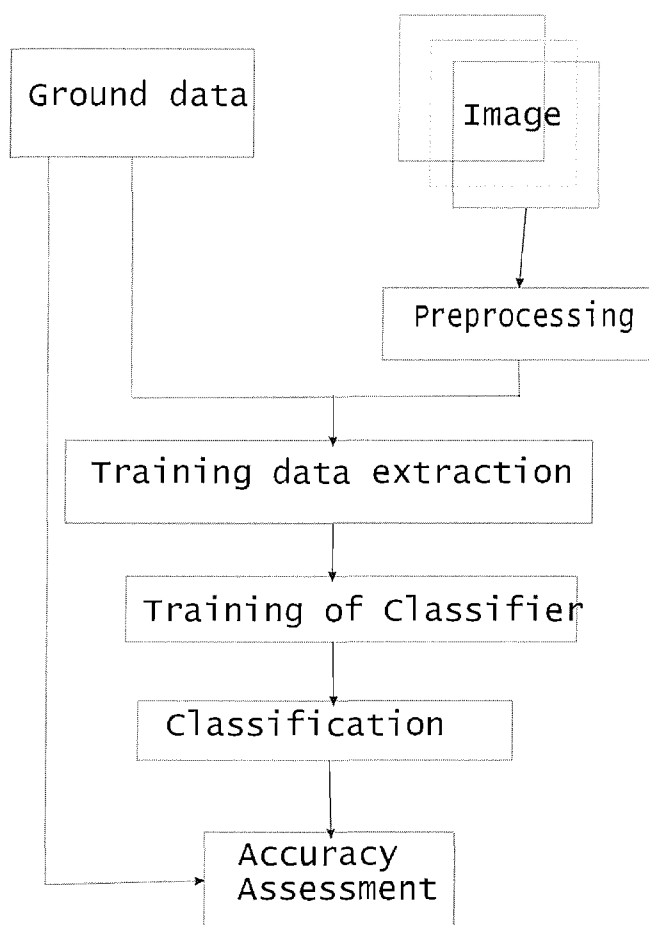 Ground data
Image
Preprocessing
Training data extraction
Training of Classifier
Classification
Accuracy
Assessment